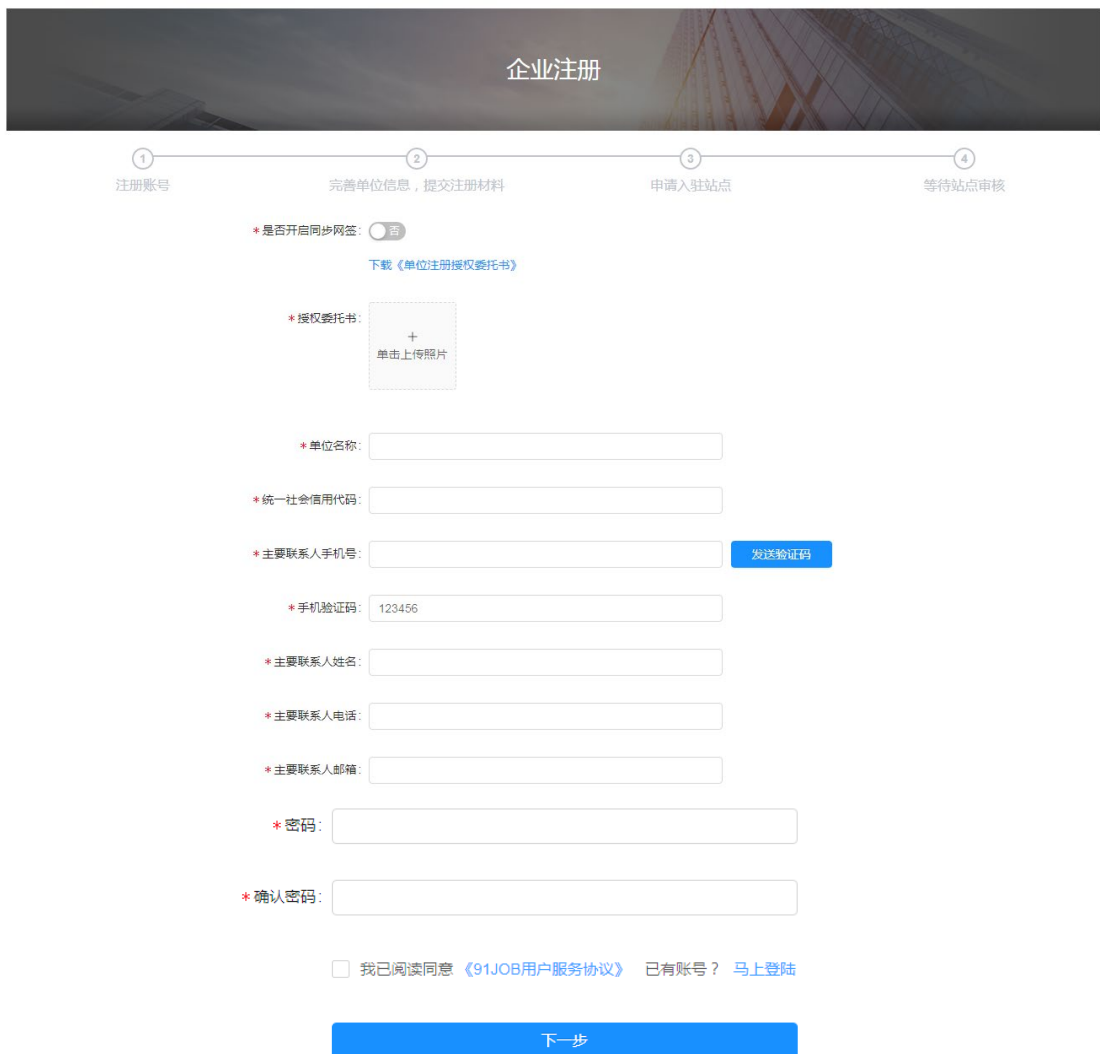 企业注册
1 2 3 4
注册账号 完善单位信息，提交注册材料 申请入驻站点 等待站点审核
*是否开启同步网签: 否
下载《单位注册授权委托书》
*授权委托书:
+
单击上传照片
*单位名称:
*统一社会信用代码:
*主要联系人手机号: 发送验证码
*手机验证码: 123456
*主要联系人姓名:
*主要联系人电话:
*主要联系人邮箱:
*密码:
*确认密码:
我已阅读同意《91JOB用户服务协议》 已有账号？ 马上登陆
下一步